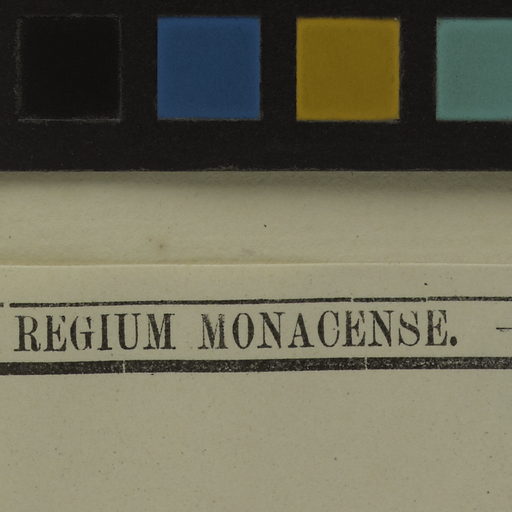 REGIUM MONACENSE. —